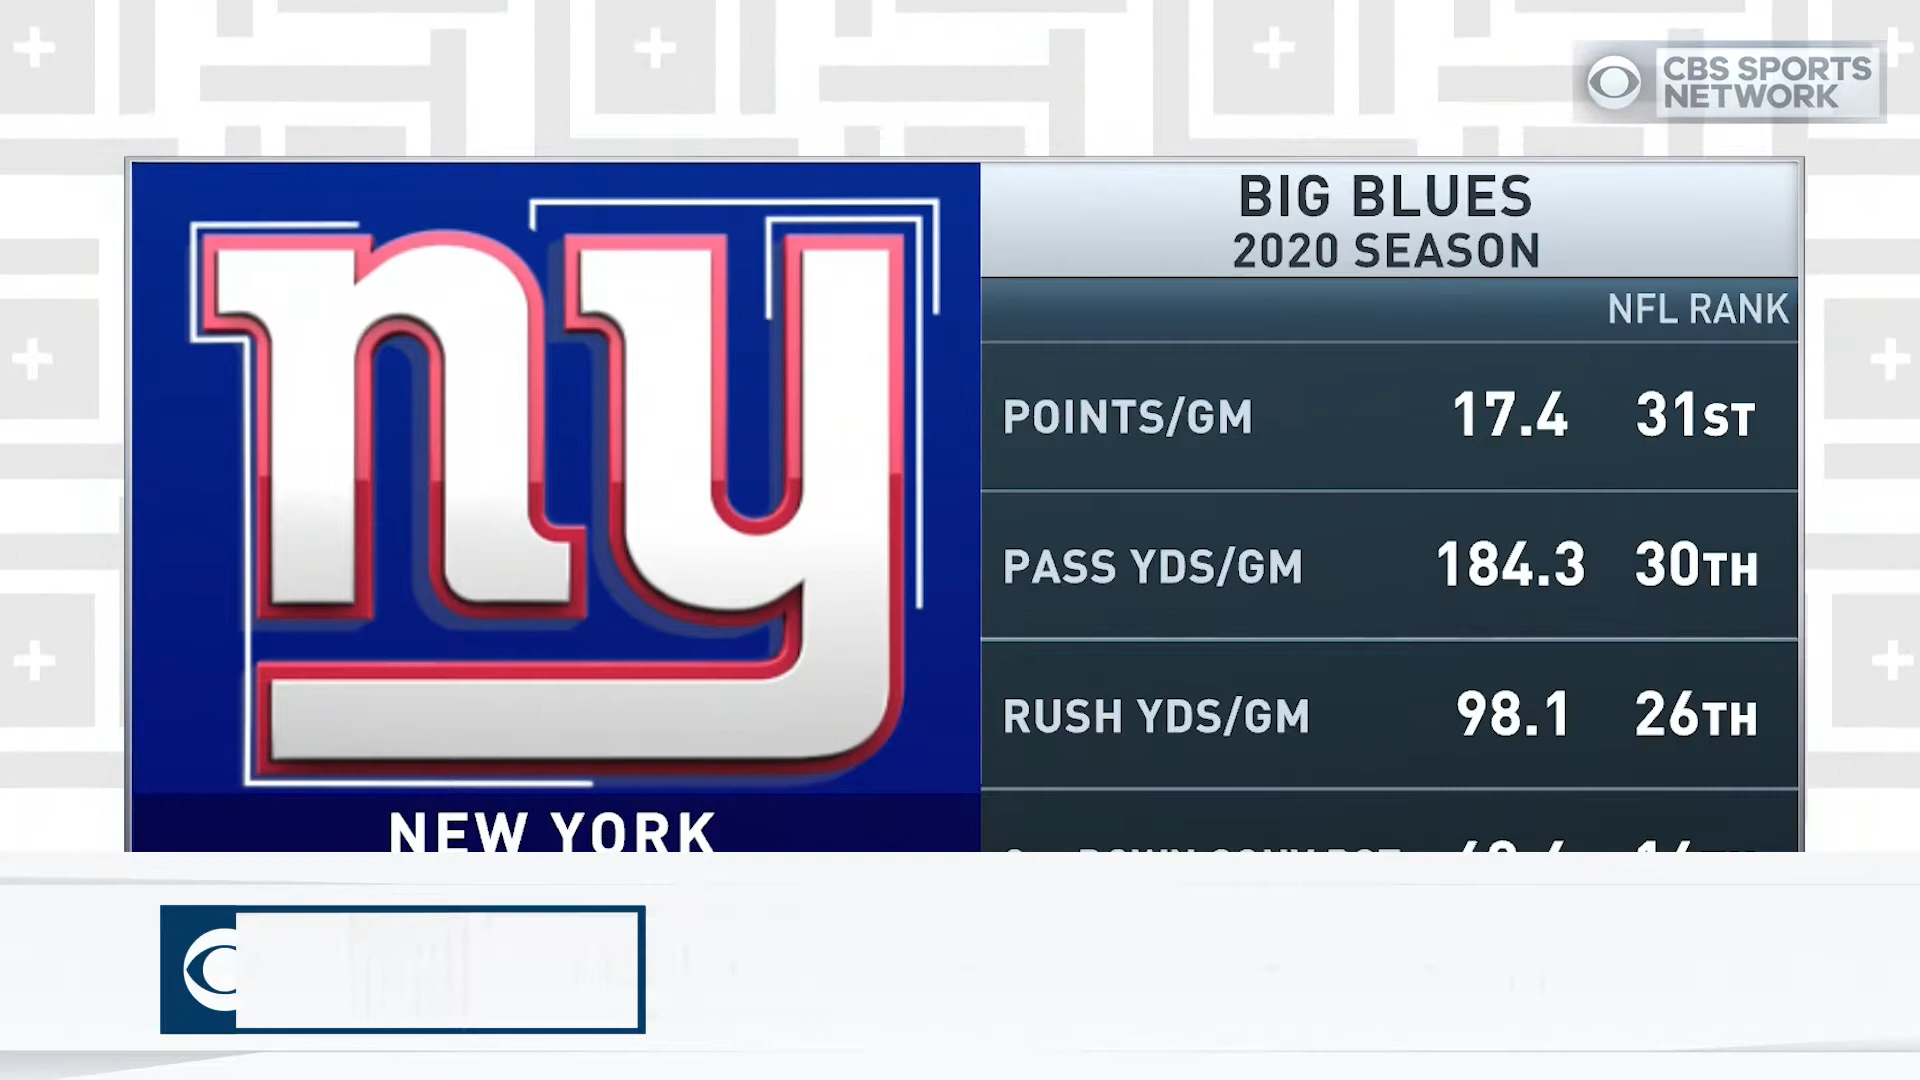 CBS SPORTS
NETWORK
BIG BLUES
2020 SEASON
NFL RANK
POINTS/GM 17.4 31ST
PASS YDS/GM 184.3 30TH
RUSH YDS/GM 98.1 26TH
ny
NEW YORK